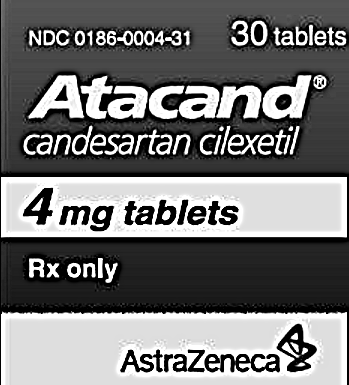 NDC 0186-0004-31 30 tablets
Atacand®
candesartan cilexetil
4 mg tablets
Rx only
AstraZeneca